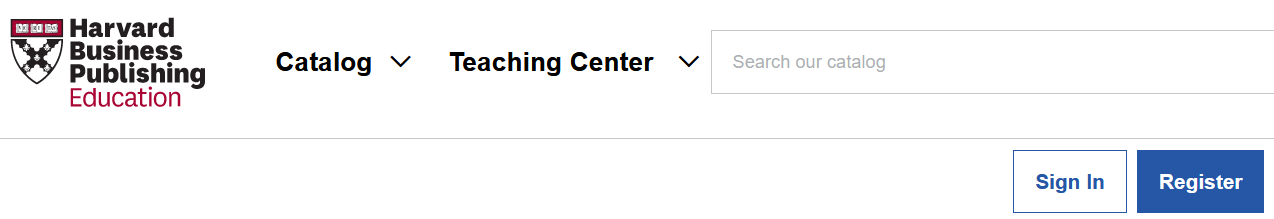 Harvard
Business
Publishing
Education
Catalog
Teaching Center
Search our catalog
Sign In
Register